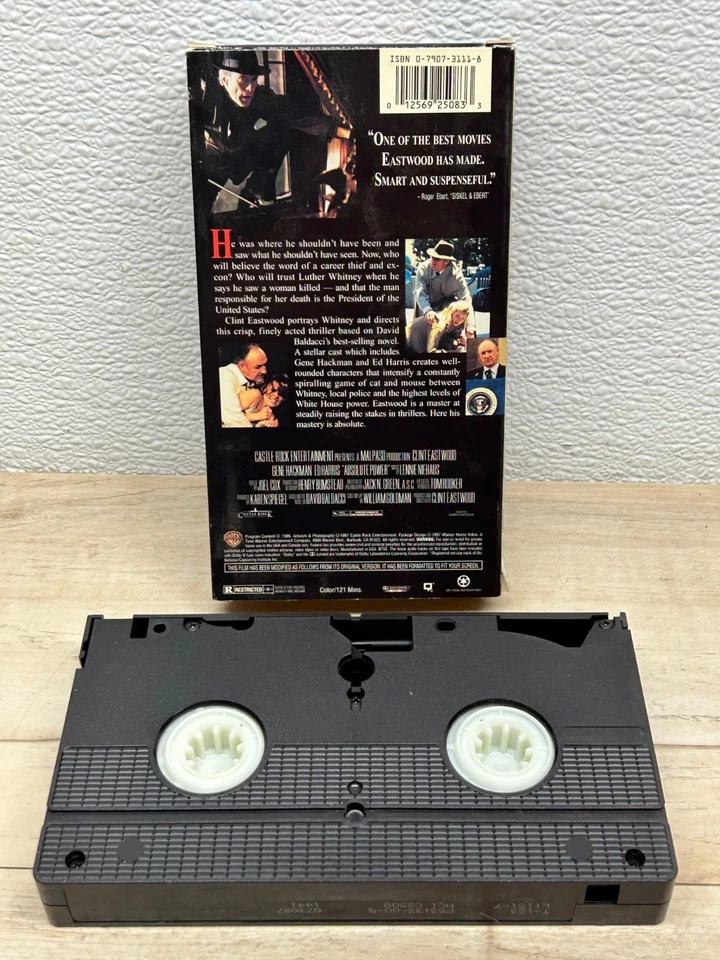 ISBN 0-7907-3111-8
0 12569 25083 3
“ONE OF THE BEST MOVIES
EASTWOOD HAS MADE.
SMART AND SUSPENSEFUL.”
– Roger Ebert, "SISKEL & EBERT"
He was where he shouldn't have been and
saw what he shouldn't have seen. Now, who
will believe the word of a career thief and ex-
con? Who will trust Luther Whitney when he
says he saw a woman killed — and that the man
responsible for her death is the President of the
United States?
Clint Eastwood portrays Whitney and directs
this crisp, finely acted thriller based on David
Baldacci's best-selling novel.
A stellar cast which includes
Gene Hackman and Ed Harris creates well-
rounded characters that intensify a constantly
spiralling game of cat and mouse between
Whitney, local police and the highest levels of
White House power. Eastwood is a master at
steadily raising the stakes in thrillers. Here his
mastery is absolute.
CASTLE ROCK ENTERTAINMENT PRESENTS A MALPASO PRODUCTION CLINT EASTWOOD
GENE HACKMAN ED HARRIS "ABSOLUTE POWER" LENNIE NIEHAUS
JOEL COX HENRY BUMSTEAD JACK N. GREEN, A.S.C. TOM ROOKER
KAREN SPIEGEL DAVID BALDACCI WILLIAM GOLDMAN CLINT EASTWOOD
CASTLE ROCK
THIS FILM HAS BEEN MODIFIED AS FOLLOWS FROM ITS ORIGINAL VERSION: IT HAS BEEN FORMATTED TO FIT YOUR SCREEN.
R RESTRICTED
Color/121 Mins.